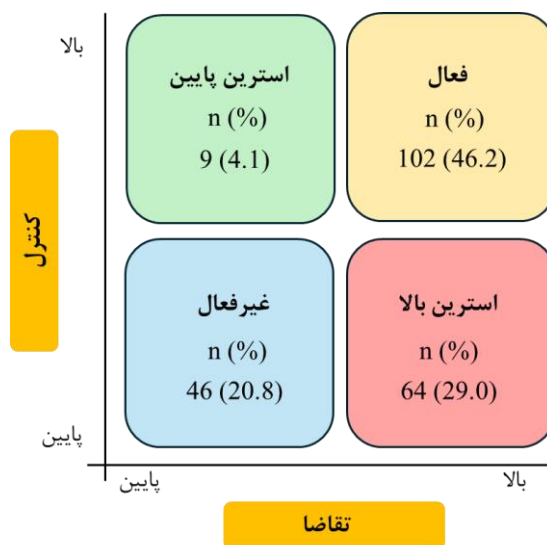 بالا
استرین پایین
n (%)
9 (4.1)
فعال
n (%)
102 (46.2)
کنترل
غیرفعال
n (%)
46 (20.8)
استرین بالا
n (%)
64 (29.0)
پایین
پایین
بالا
تقاضا